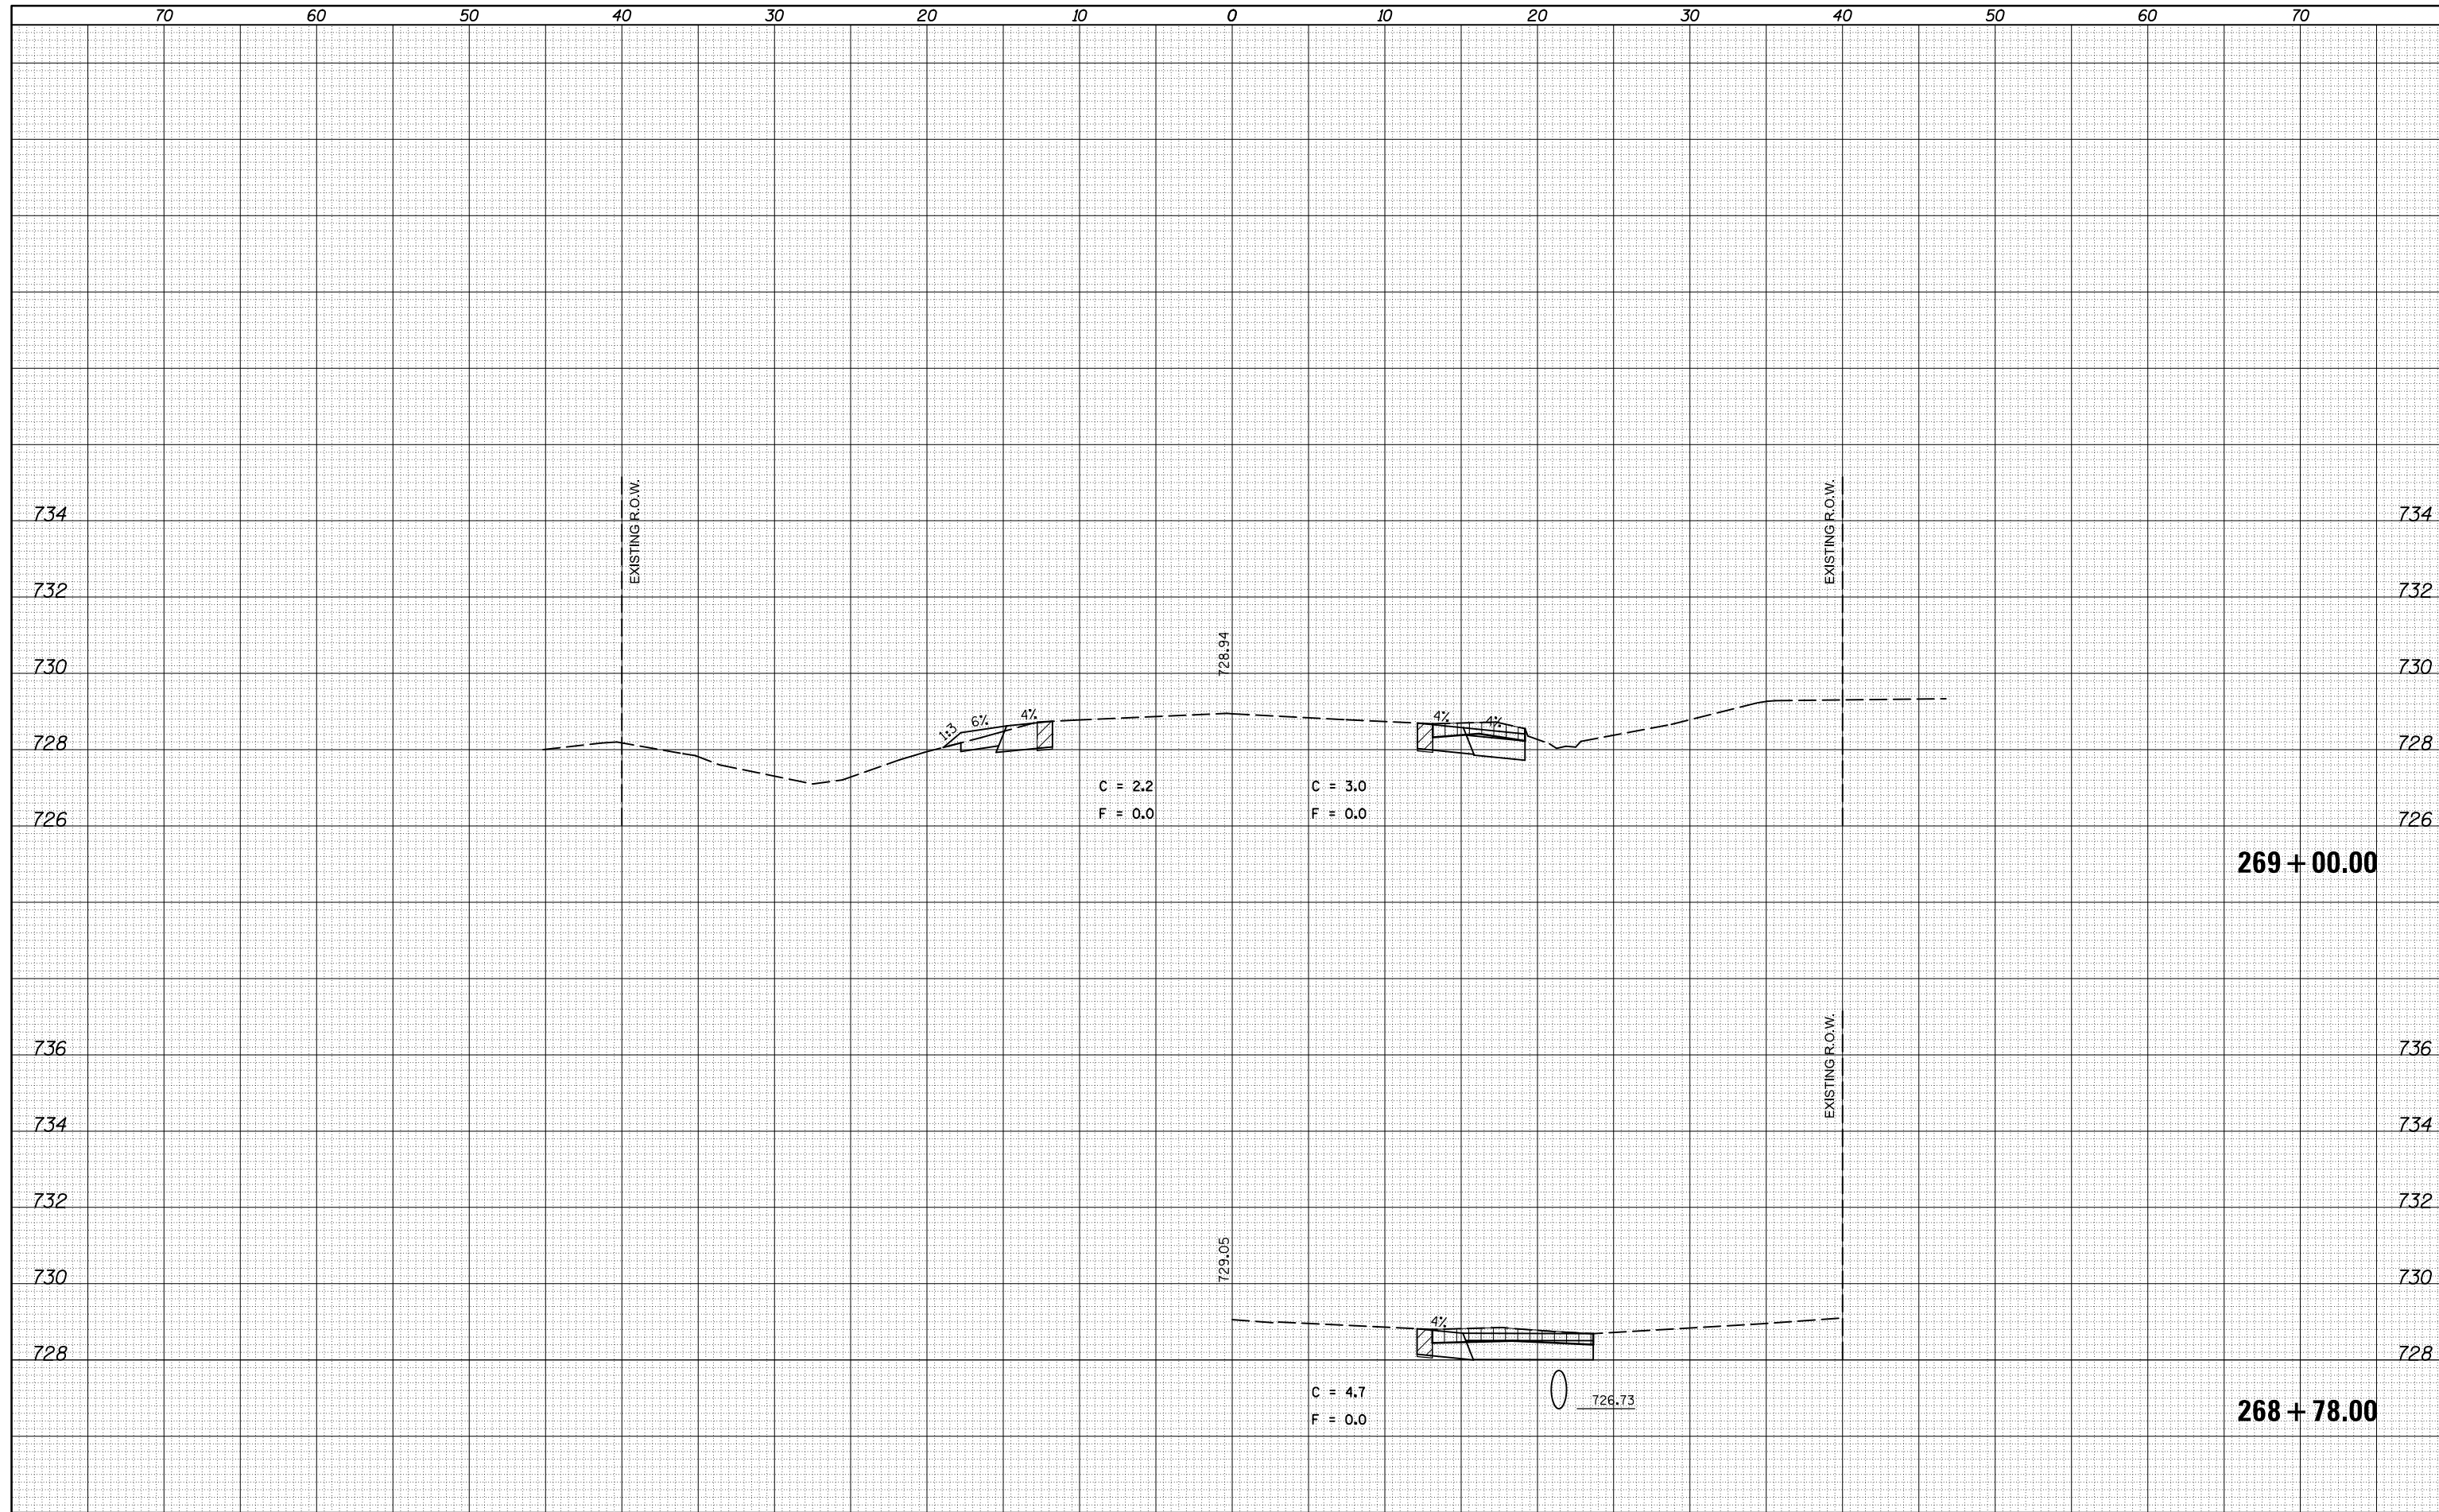 70 60 50 40 30 20 10 0 10 20 30 40 50 60 70
EXISTING R.O.W.
EXISTING R.O.W.
734 734
732 732
728.94
730 730
1:3 6% 4% 4% 4%
728 728
C = 2.2 C = 3.0
F = 0.0 F = 0.0
726 726
269 + 00.00
EXISTING R.O.W.
736 736
734 734
732 732
729.05
730 730
4%
728 728
C = 4.7 726.73
F = 0.0
268 + 78.00